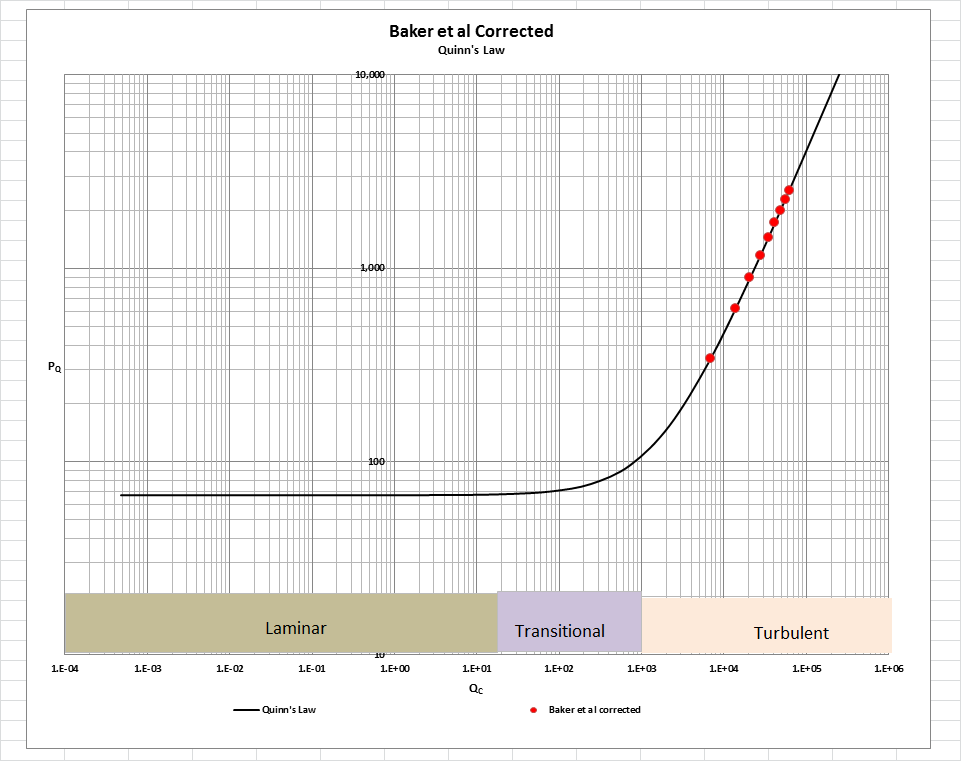 Baker et al Corrected
Quinn's Law
10,000
1,000
PQ
100
Laminar
Transitional
Turbulent
10
1.E-04 1.E-03 1.E-02 1.E-01 1.E+00 1.E+01 1.E+02 1.E+03 1.E+04 1.E+05 1.E+06
QC
Quinn's Law
Baker et al corrected